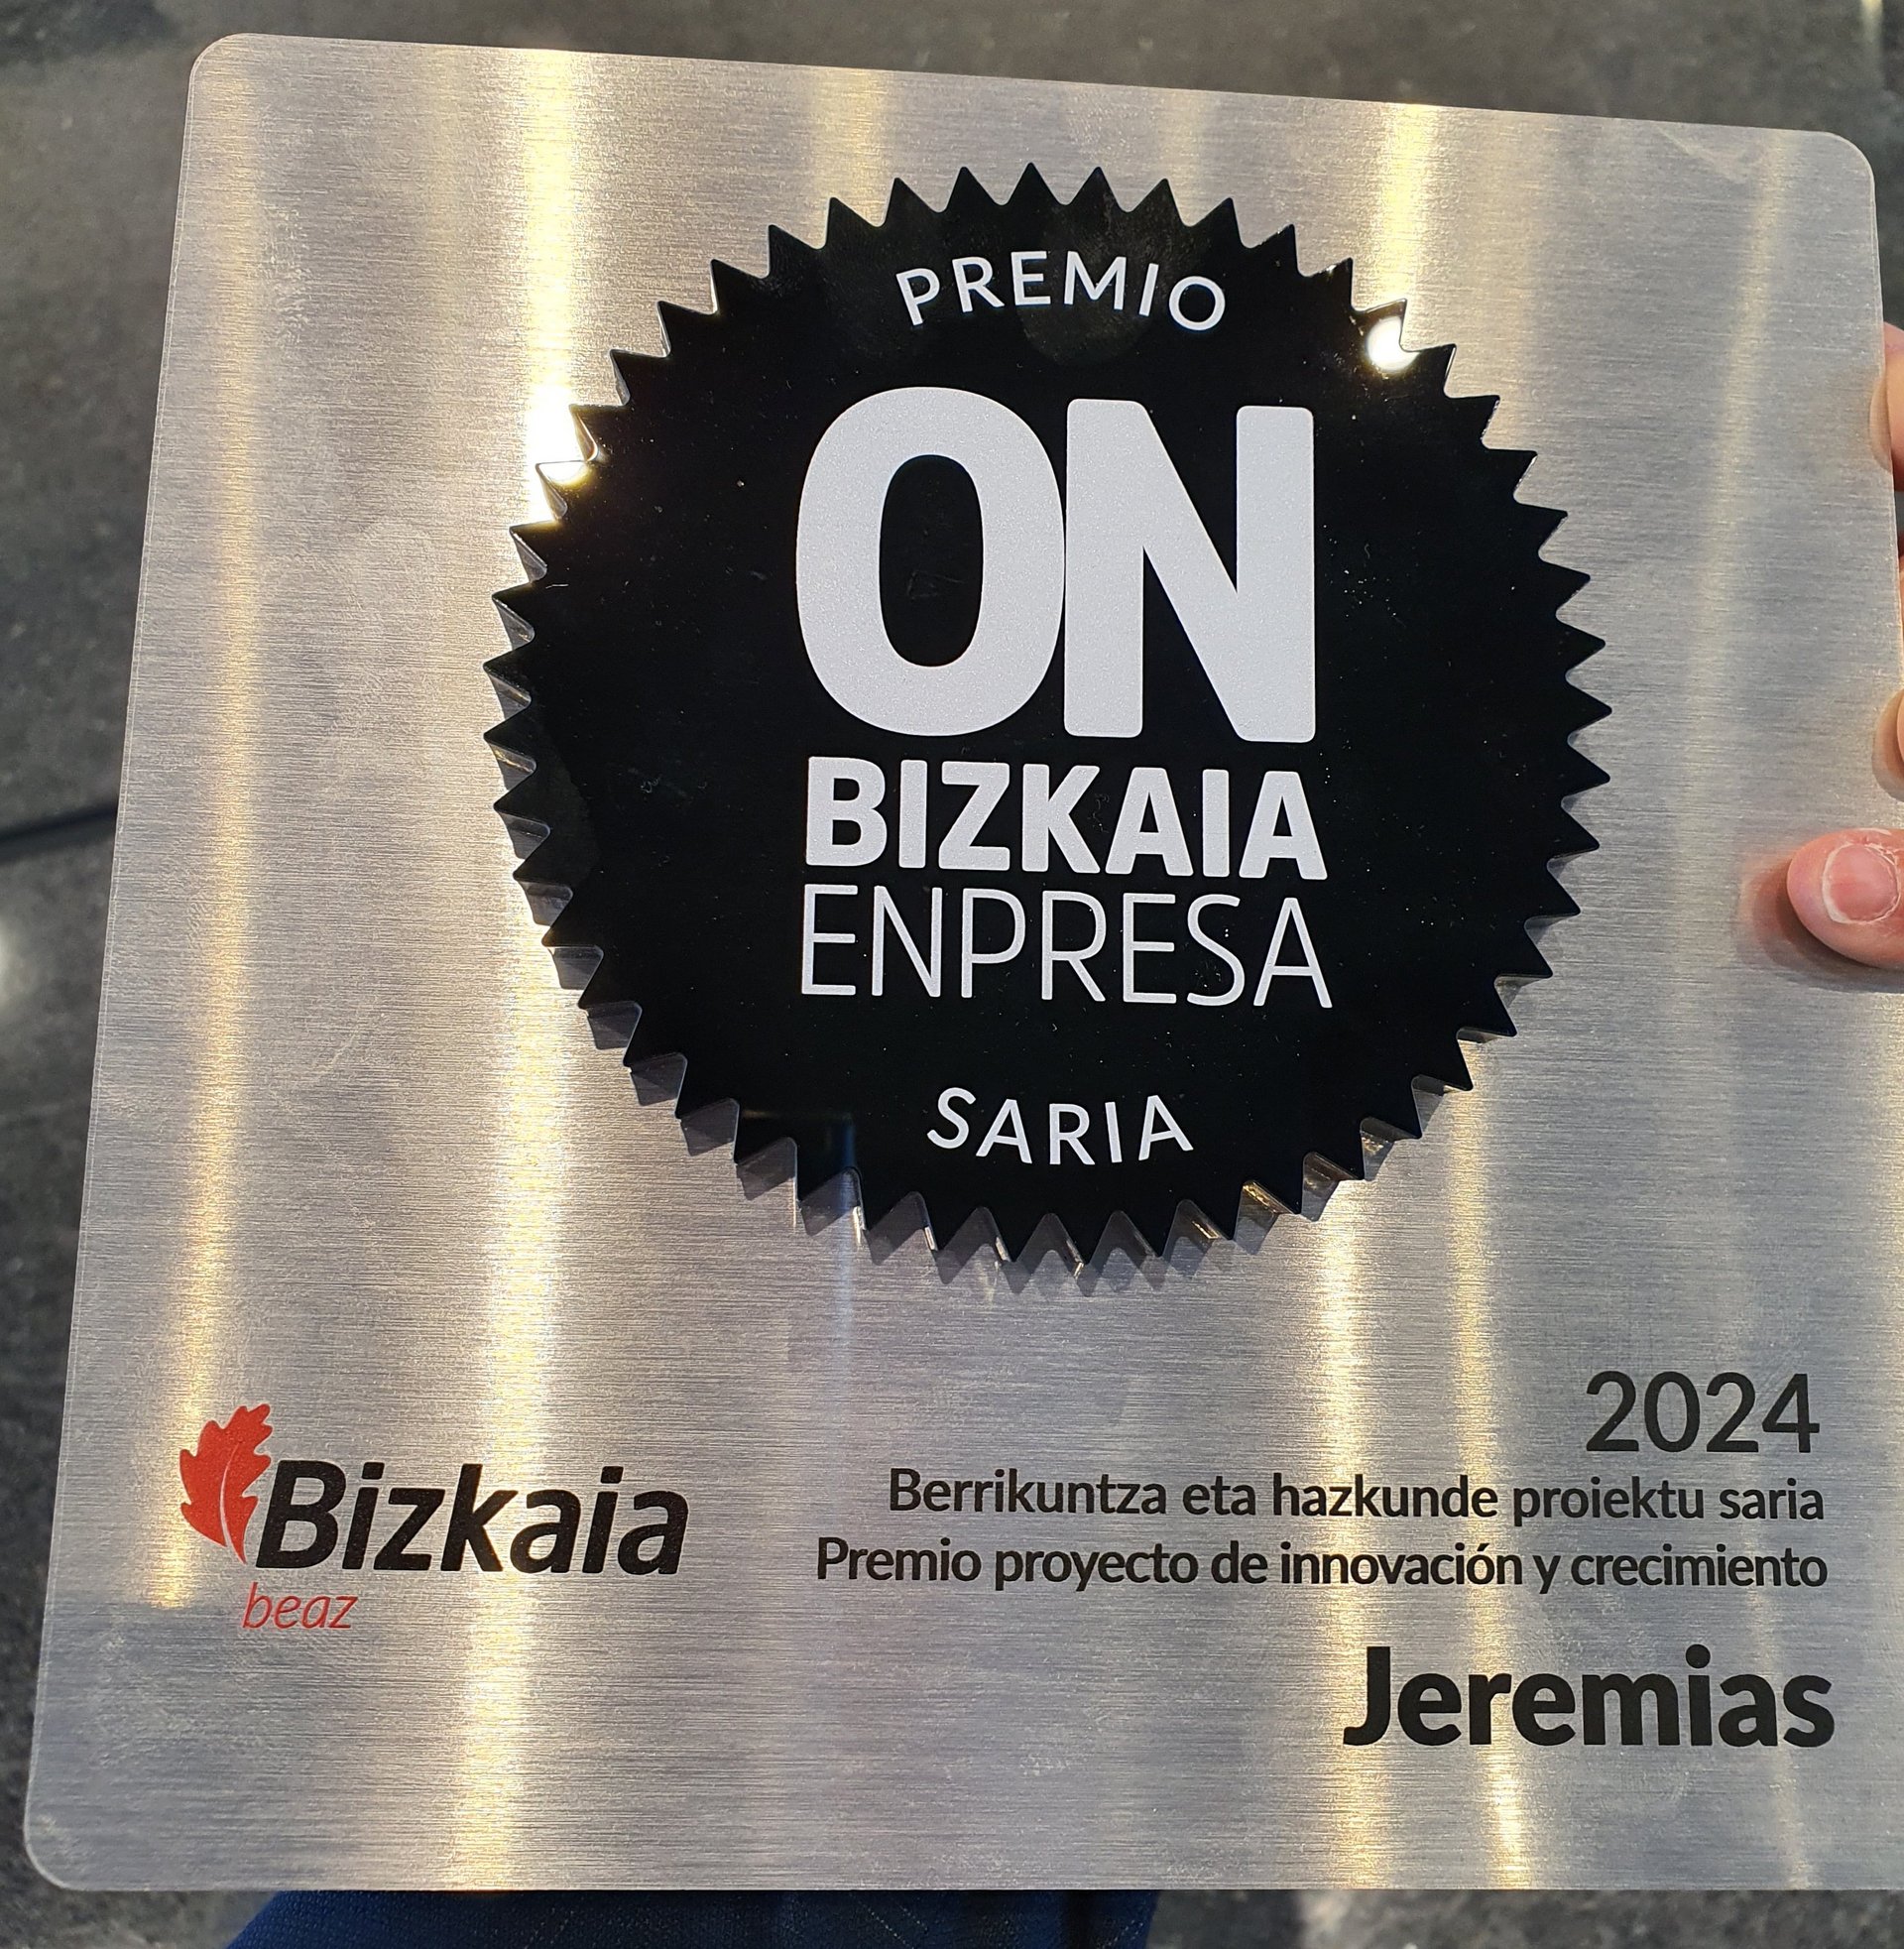 PREMIO
ON
BIZKAIA
ENPRESA
SARIA
2024
Berrikuntza eta hazkunde proiektu saria
Premio proyecto de innovación y crecimiento
Jeremias
Bizkaia
beaz